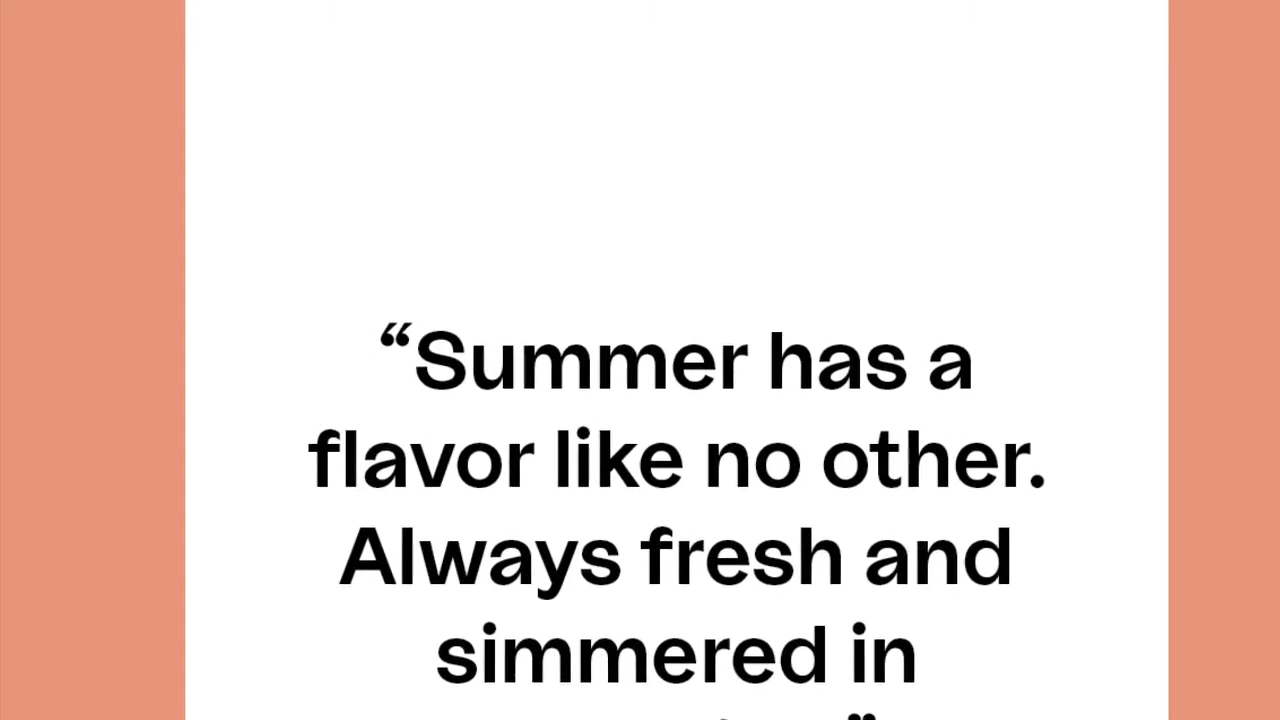 “Summer has a
flavor like no other.
Always fresh and
simmered in